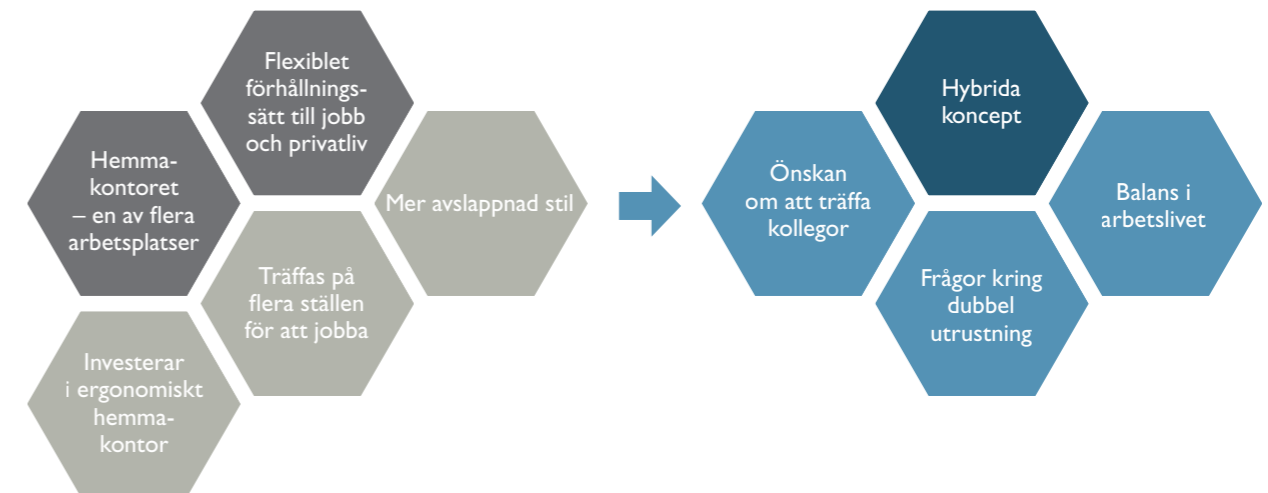 Flexiblet
förhållnings-
sätt till jobb
och privatliv
Hemma-
kontoret
– en av flera
arbetsplatser
Mer avslappnad stil
Träffas på
flera ställen
för att jobba
Investerar
i ergonomiskt
hemma-
kontor
Hybrida
koncept
Önskan
om att träffa
kollegor
Balans i
arbetslivet
Frågor kring
dubbel
utrustning